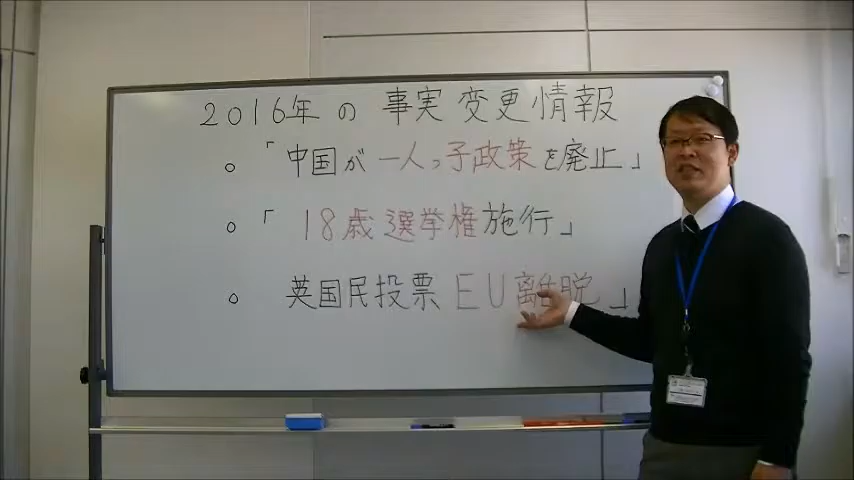 2016年の事実変更情報
。「中国が一人っ子政策を廃止」
。「18歳選挙権施行」
。英国民投票EU離脱」